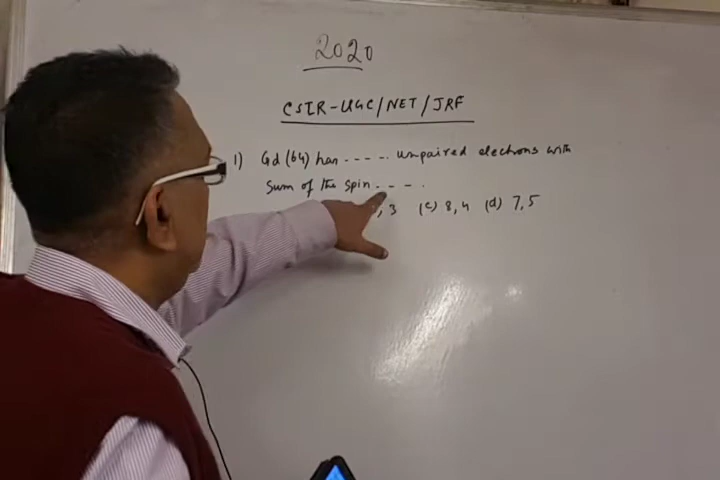 2020
CSIR-UGC/NET/JRF
1) Gd(64) has ----- unpaired electrons with
Sum of the spin ----.
, 3 (c) 8, 4 (d) 7, 5